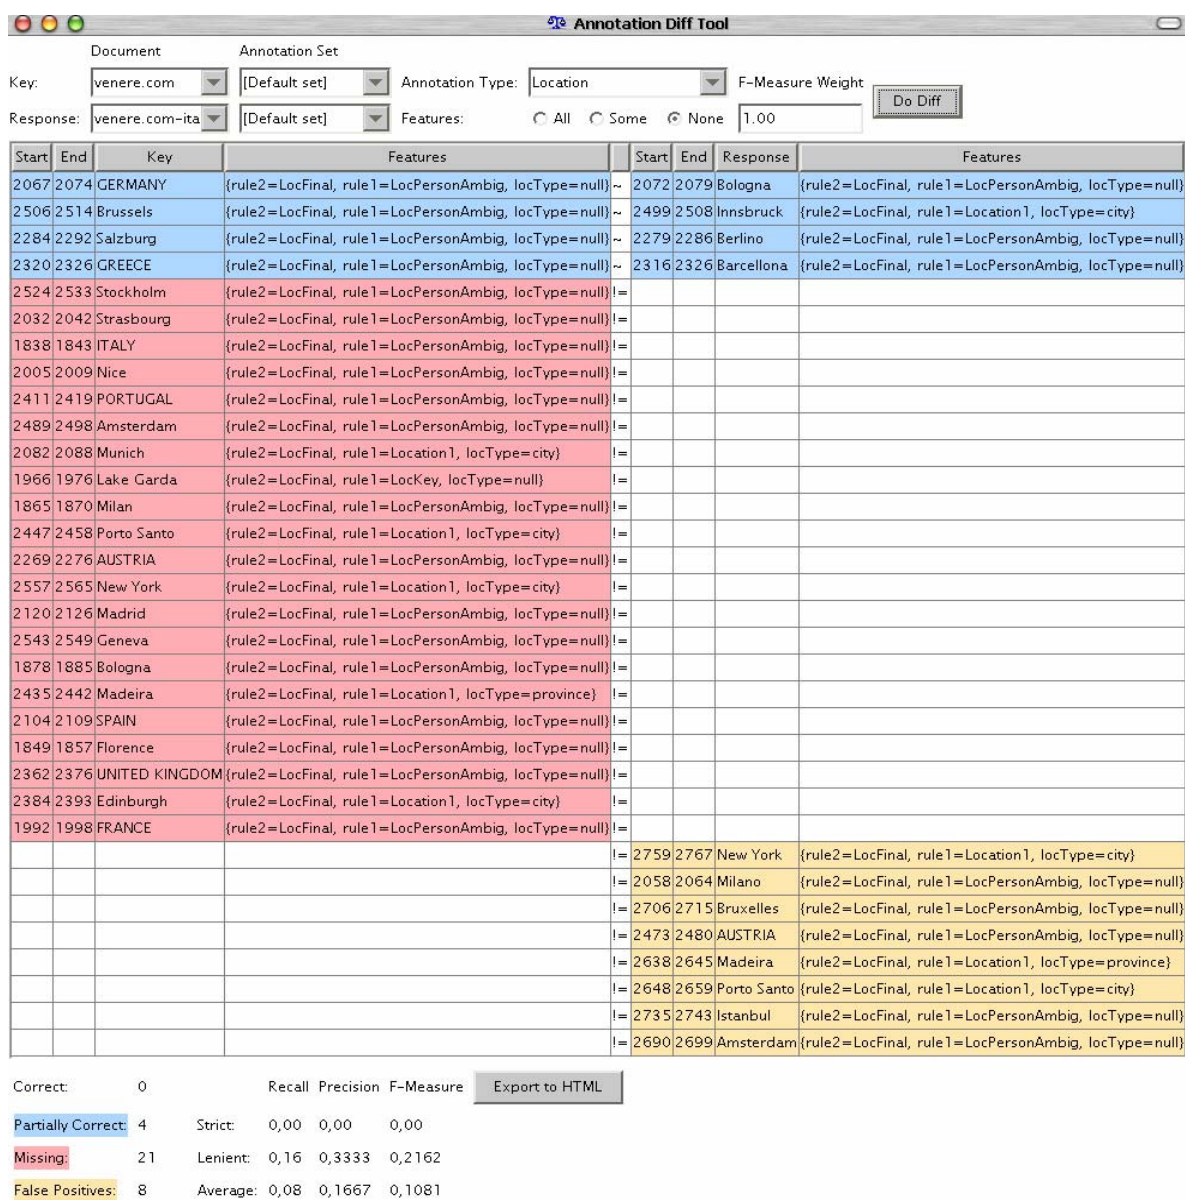 Annotation Diff Tool
Document Annotation Set
Key: venere.com [Default set] Annotation Type: Location F-Measure Weight
Do Diff
Response: venere.com-ita [Default set] Features: All Some None 1.00
Start End Key Features Start End Response Features
2067 2074 GERMANY {rule2=LocFinal, rule1=LocPersonAmbig, locType=null} ~ 2072 2079 Bologna {rule2=LocFinal, rule1=LocPersonAmbig, locType=null}
2506 2514 Brussels {rule2=LocFinal, rule1=LocPersonAmbig, locType=null} ~ 2499 2508 Innsbruck {rule2=LocFinal, rule1=Location1, locType=city}
2284 2292 Salzburg {rule2=LocFinal, rule1=LocPersonAmbig, locType=null} ~ 2279 2286 Berlino {rule2=LocFinal, rule1=LocPersonAmbig, locType=null}
2320 2326 GREECE {rule2=LocFinal, rule1=LocPersonAmbig, locType=null} ~ 2316 2326 Barcellona {rule2=LocFinal, rule1=LocPersonAmbig, locType=null}
2524 2533 Stockholm {rule2=LocFinal, rule1=LocPersonAmbig, locType=null} !=
2032 2042 Strasbourg {rule2=LocFinal, rule1=LocPersonAmbig, locType=null} !=
1838 1843 ITALY {rule2=LocFinal, rule1=LocPersonAmbig, locType=null} !=
2005 2009 Nice {rule2=LocFinal, rule1=LocPersonAmbig, locType=null} !=
2411 2419 PORTUGAL {rule2=LocFinal, rule1=LocPersonAmbig, locType=null} !=
2489 2498 Amsterdam {rule2=LocFinal, rule1=LocPersonAmbig, locType=null} !=
2082 2088 Munich {rule2=LocFinal, rule1=Location1, locType=city} !=
1966 1976 Lake Garda {rule2=LocFinal, rule1=LocKey, locType=null} !=
1865 1870 Milan {rule2=LocFinal, rule1=LocPersonAmbig, locType=null} !=
2447 2458 Porto Santo {rule2=LocFinal, rule1=Location1, locType=city} !=
2269 2276 AUSTRIA {rule2=LocFinal, rule1=LocPersonAmbig, locType=null} !=
2557 2565 New York {rule2=LocFinal, rule1=Location1, locType=city} !=
2120 2126 Madrid {rule2=LocFinal, rule1=LocPersonAmbig, locType=null} !=
2543 2549 Geneva {rule2=LocFinal, rule1=LocPersonAmbig, locType=null} !=
1878 1885 Bologna {rule2=LocFinal, rule1=LocPersonAmbig, locType=null} !=
2435 2442 Madeira {rule2=LocFinal, rule1=Location1, locType=province} !=
2104 2109 SPAIN {rule2=LocFinal, rule1=LocPersonAmbig, locType=null} !=
1849 1857 Florence {rule2=LocFinal, rule1=LocPersonAmbig, locType=null} !=
2362 2376 UNITED KINGDOM {rule2=LocFinal, rule1=LocPersonAmbig, locType=null} !=
2384 2393 Edinburgh {rule2=LocFinal, rule1=Location1, locType=city} !=
1992 1998 FRANCE {rule2=LocFinal, rule1=LocPersonAmbig, locType=null} !=
!= 2759 2767 New York {rule2=LocFinal, rule1=Location1, locType=city}
!= 2058 2064 Milano {rule2=LocFinal, rule1=LocPersonAmbig, locType=null}
!= 2706 2715 Bruxelles {rule2=LocFinal, rule1=LocPersonAmbig, locType=null}
!= 2473 2480 AUSTRIA {rule2=LocFinal, rule1=LocPersonAmbig, locType=null}
!= 2638 2645 Madeira {rule2=LocFinal, rule1=Location1, locType=province}
!= 2648 2659 Porto Santo {rule2=LocFinal, rule1=Location1, locType=city}
!= 2735 2743 Istanbul {rule2=LocFinal, rule1=LocPersonAmbig, locType=null}
!= 2690 2699 Amsterdam {rule2=LocFinal, rule1=LocPersonAmbig, locType=null}
Correct: 0 Recall Precision F-Measure Export to HTML
Partially Correct: 4 Strict: 0,00 0,00 0,00
Missing: 21 Lenient: 0,16 0,3333 0,2162
False Positives: 8 Average: 0,08 0,1667 0,1081